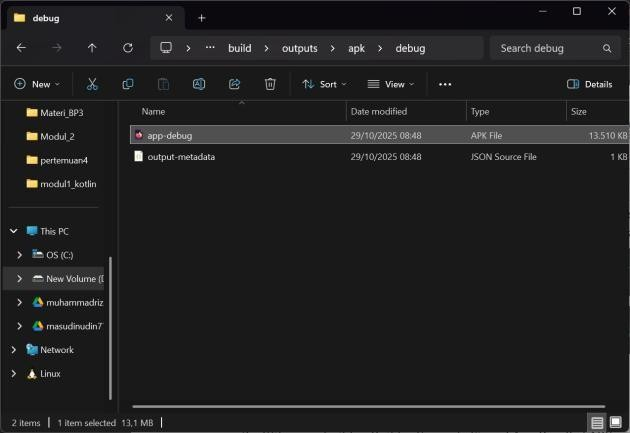 debug
build outputs apk debug
Search debug
New Sort View Details
Name Date modified Type Size
Materi_BP3
Modul_2
pertemuan4
modul1_kotlin
This PC
OS (C:)
New Volume (D
muhammadriz
masudinudin7
Network
Linux
app-debug 29/10/2025 08:48 APK File 13.510 KB
output-metadata 29/10/2025 08:48 JSON Source File 1 KB
2 items 1 item selected 13,1 MB